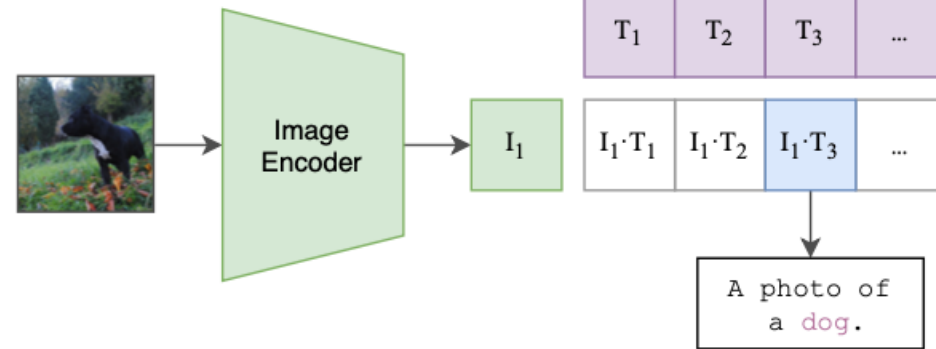 T₁ T₂ T₃ ...
Image
Encoder
I₁
I₁·T₁ I₁·T₂ I₁·T₃ ...
A photo of
a dog.